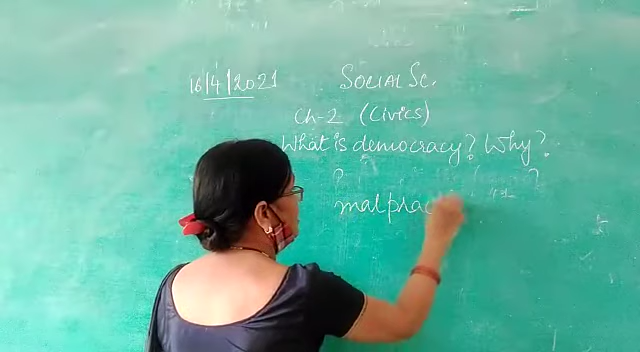 16/4/2021
SOCIAL Sc.
Ch-2 (Civics)
What is democracy? Why?
malprac